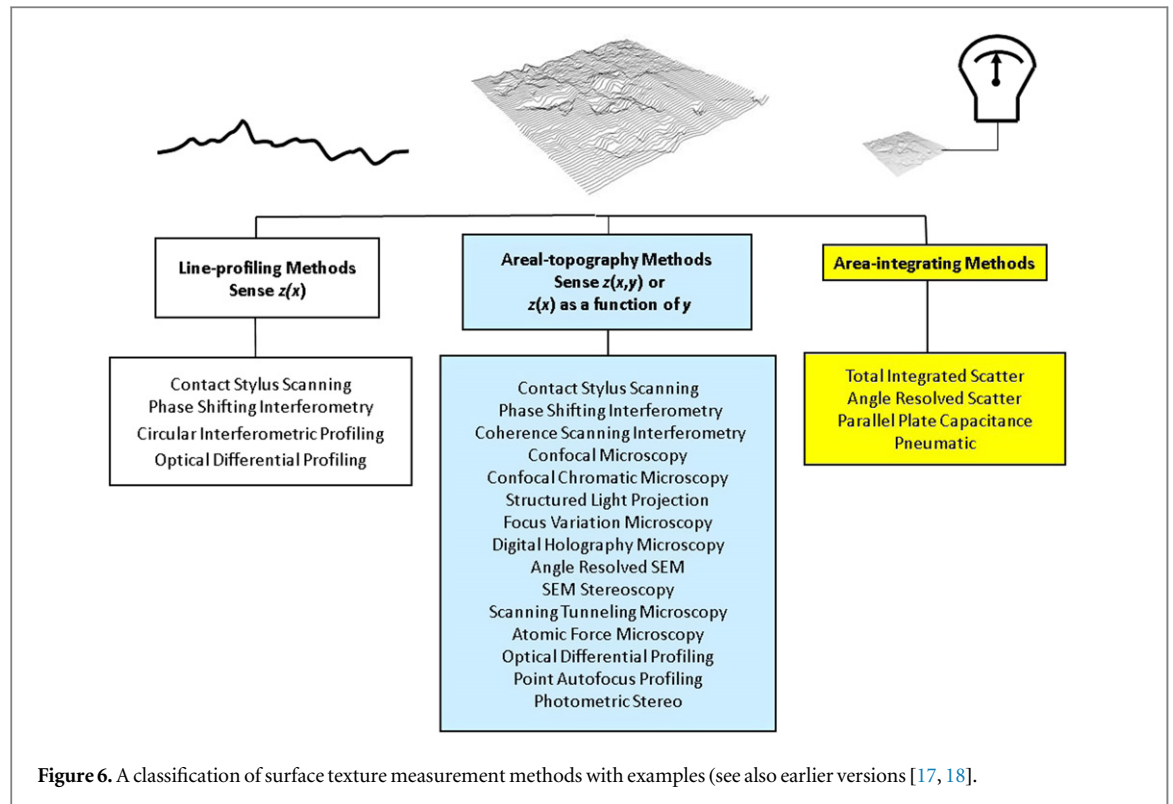 Line-profiling Methods
Sense z(x)
Areal-topography Methods
Sense z(x,y) or
z(x) as a function of y
Area-integrating Methods
Contact Stylus Scanning
Phase Shifting Interferometry
Circular Interferometric Profiling
Optical Differential Profiling
Contact Stylus Scanning
Phase Shifting Interferometry
Coherence Scanning Interferometry
Confocal Microscopy
Confocal Chromatic Microscopy
Structured Light Projection
Focus Variation Microscopy
Digital Holography Microscopy
Angle Resolved SEM
SEM Stereoscopy
Scanning Tunneling Microscopy
Atomic Force Microscopy
Optical Differential Profiling
Point Autofocus Profiling
Photometric Stereo
Total Integrated Scatter
Angle Resolved Scatter
Parallel Plate Capacitance
Pneumatic
Figure 6. A classification of surface texture measurement methods with examples (see also earlier versions [17, 18].